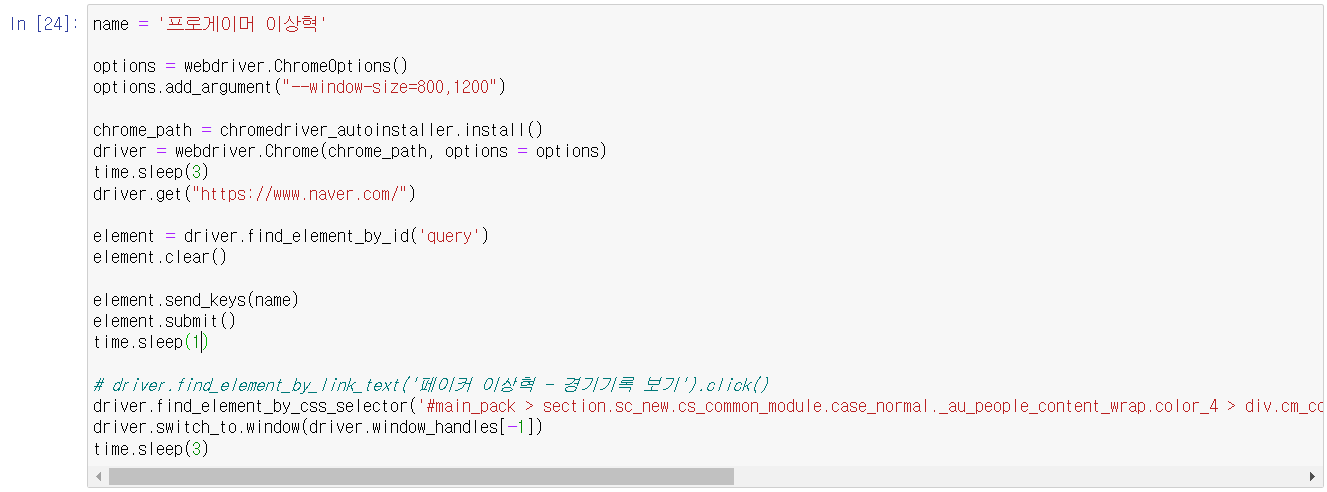 In [24]:
name = '프로게이머 이상혁'
options = webdriver.ChromeOptions()
options.add_argument("--window-size=800,1200")
chrome_path = chromedriver_autoinstaller.install()
driver = webdriver.Chrome(chrome_path, options = options)
time.sleep(3)
driver.get("https://www.naver.com/")
element = driver.find_element_by_id('query')
element.clear()
element.send_keys(name)
element.submit()
time.sleep(1)
# driver.find_element_by_link_text('페이커 이상혁 - 경기기록 보기').click()
driver.find_element_by_css_selector('#main_pack > section.sc_new.cs_common_module.case_normal._au_people_content_wrap.color_4 > div.cm_co
driver.switch_to.window(driver.window_handles[-1])
time.sleep(3)